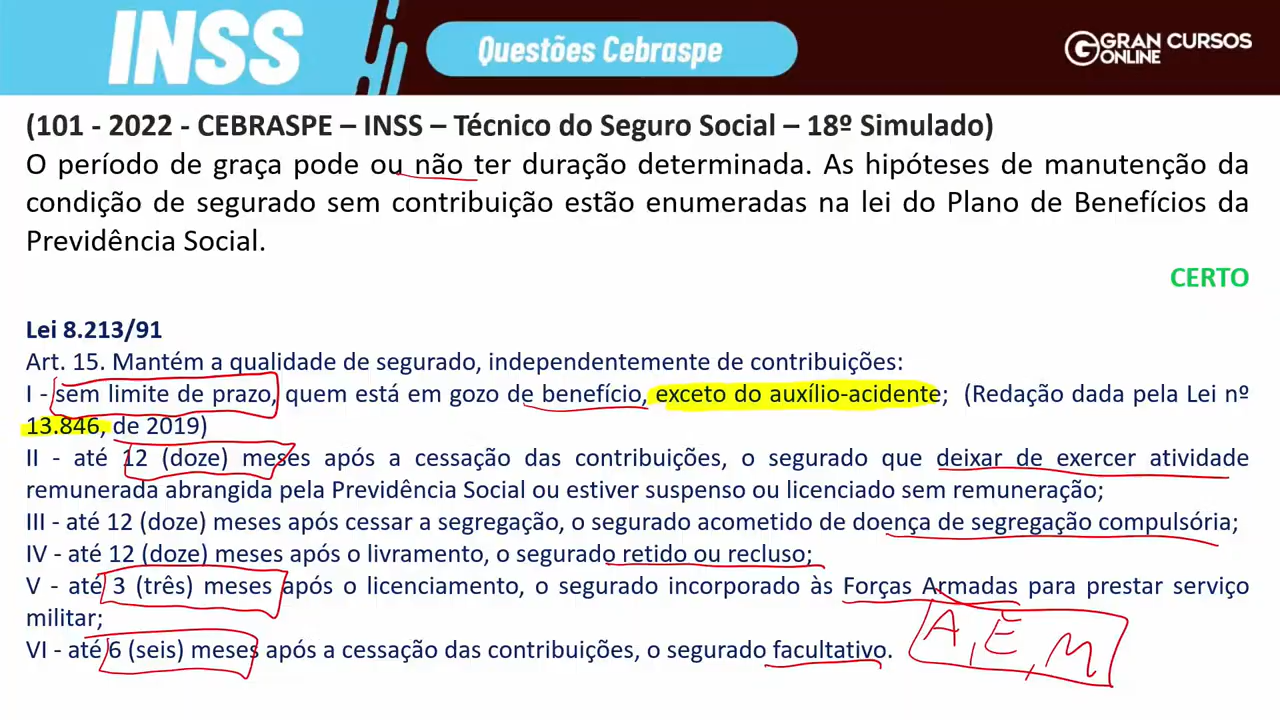 INSS
Questões Cebraspe
GRAN CURSOS
ONLINE
(101 - 2022 - CEBRASPE – INSS – Técnico do Seguro Social – 18º Simulado)
O período de graça pode ou não ter duração determinada. As hipóteses de manutenção da
condição de segurado sem contribuição estão enumeradas na lei do Plano de Benefícios da
Previdência Social.
CERTO
Lei 8.213/91
Art. 15. Mantém a qualidade de segurado, independentemente de contribuições:
I - sem limite de prazo, quem está em gozo de benefício, exceto do auxílio-acidente; (Redação dada pela Lei nº
13.846, de 2019)
II - até 12 (doze) meses após a cessação das contribuições, o segurado que deixar de exercer atividade
remunerada abrangida pela Previdência Social ou estiver suspenso ou licenciado sem remuneração;
III - até 12 (doze) meses após cessar a segregação, o segurado acometido de doença de segregação compulsória;
IV - até 12 (doze) meses após o livramento, o segurado retido ou recluso;
V - até 3 (três) meses após o licenciamento, o segurado incorporado às Forças Armadas para prestar serviço
militar;
VI - até 6 (seis) meses após a cessação das contribuições, o segurado facultativo.
A, E, M